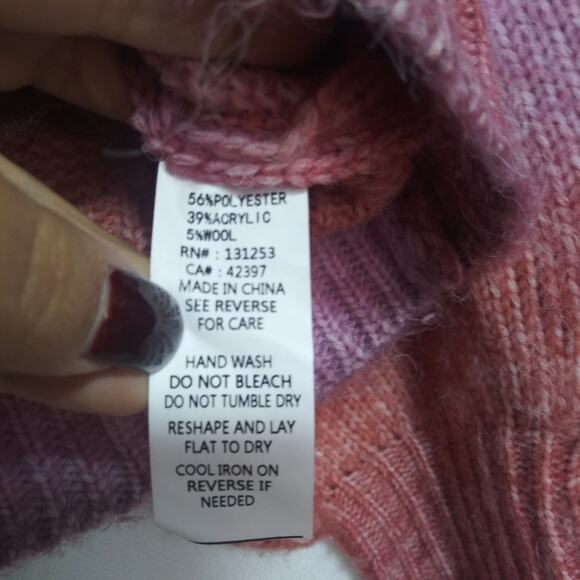 56%POLYESTER
39%ACRYLIC
5%WOOL
RN# : 131253
CA# : 42397
MADE IN CHINA
SEE REVERSE
FOR CARE
HAND WASH
DO NOT BLEACH
DO NOT TUMBLE DRY
RESHAPE AND LAY
FLAT TO DRY
COOL IRON ON
REVERSE IF
NEEDED